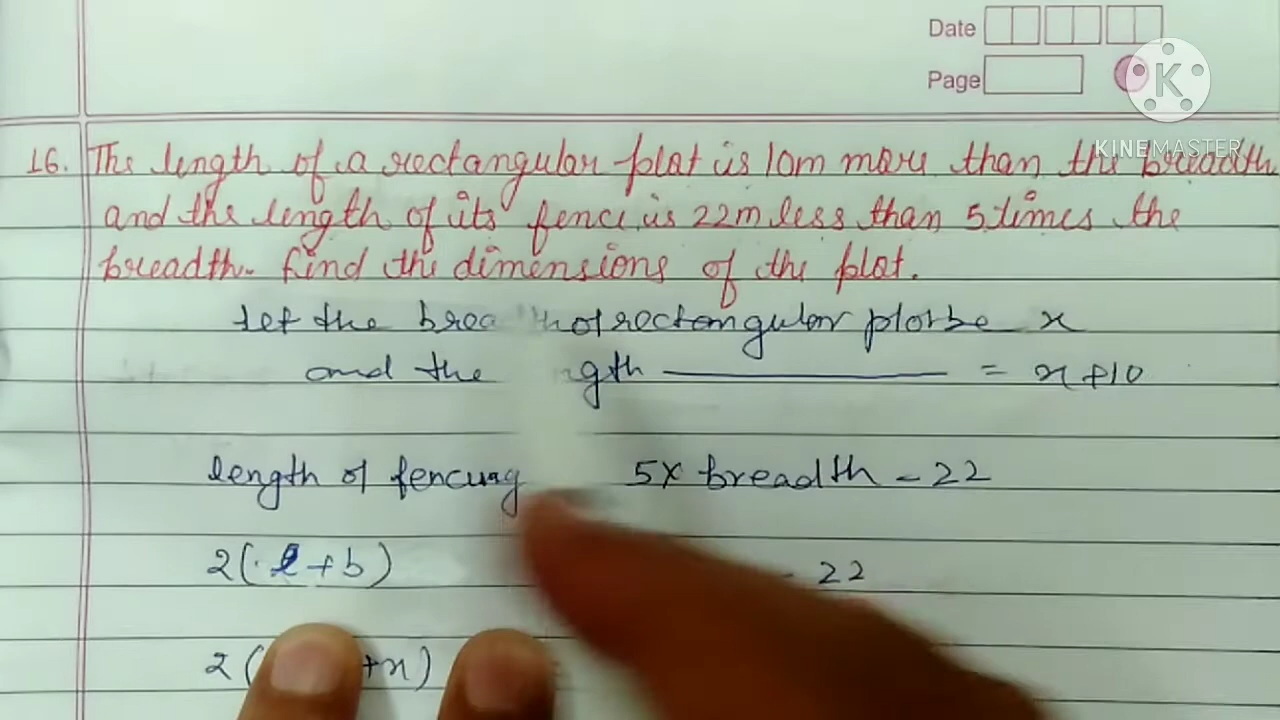 Date
Page
K
KINEMASTER
16. The length of a rectangular plot is 10m more than the breadth
and the length of its fence is 22m less than 5 times the
breadth. Find the dimensions of the plot.
let the brea th of rectangular plot be x
and the ngth = x+10
length of fencing 5x breadth - 22
2( l + b) - 22
2( +x)